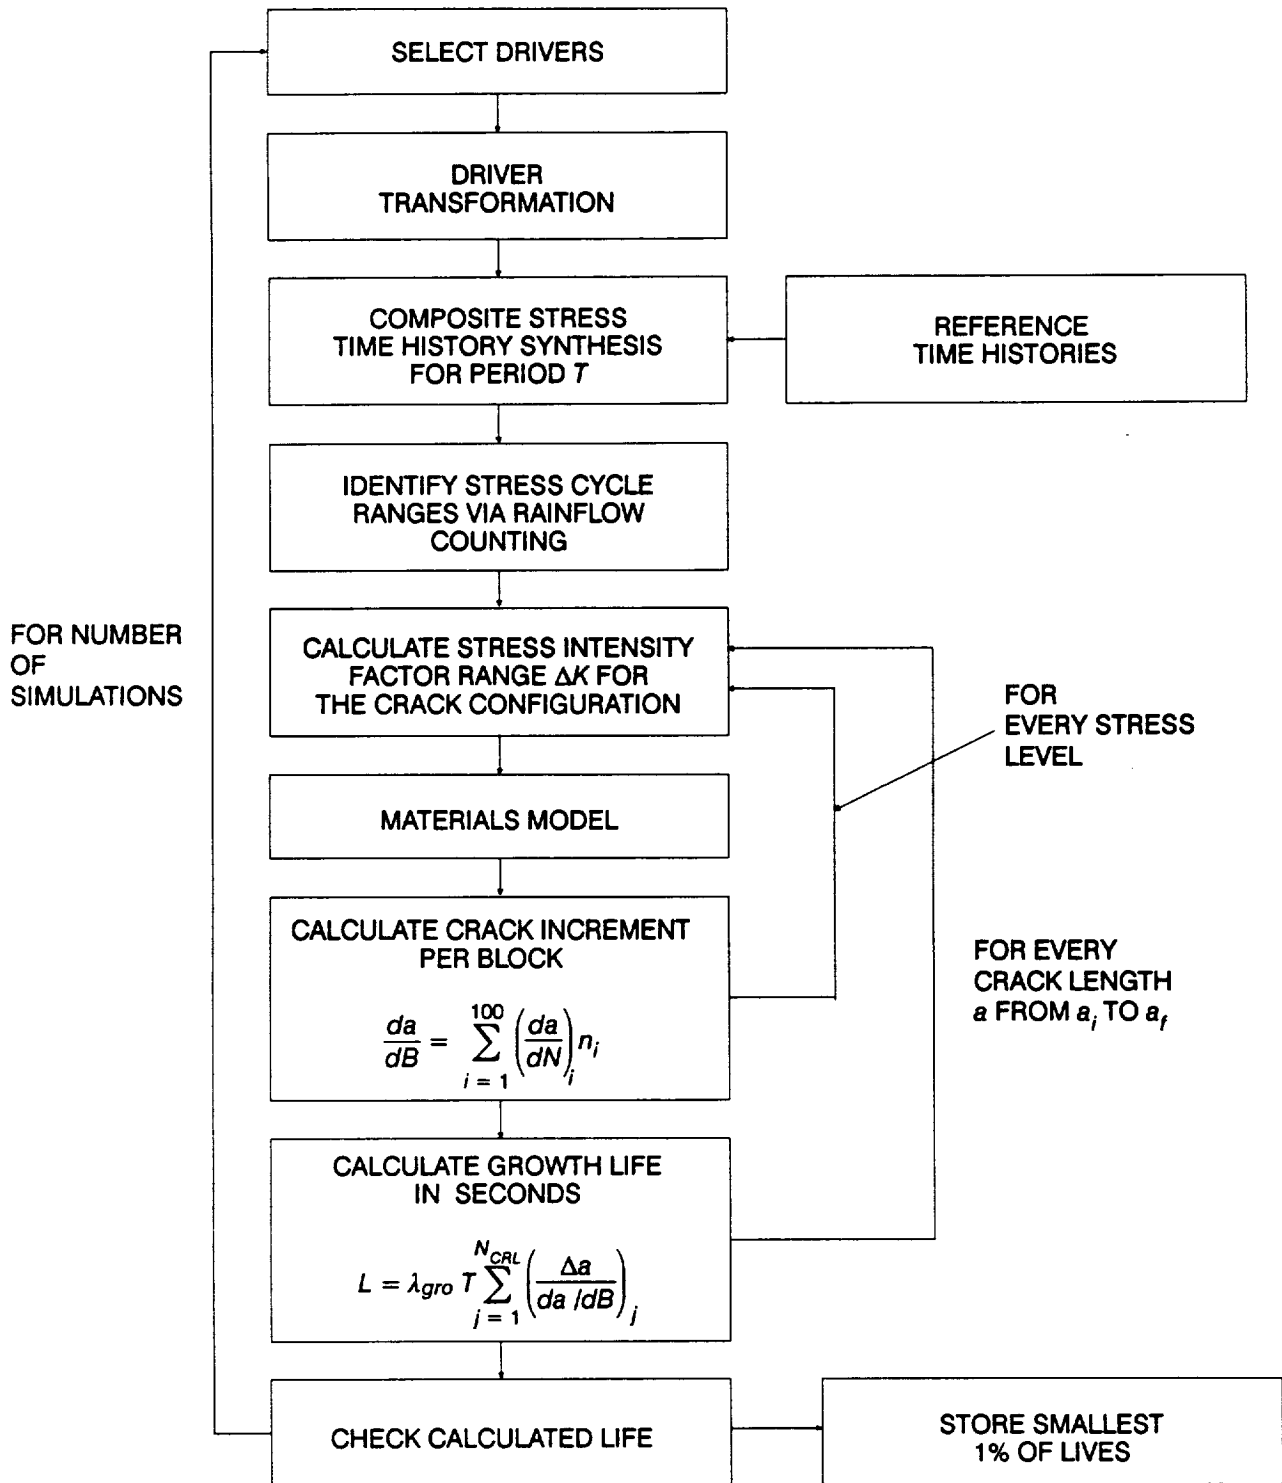 SELECT DRIVERS
DRIVER
TRANSFORMATION
COMPOSITE STRESS
TIME HISTORY SYNTHESIS
FOR PERIOD T
REFERENCE
TIME HISTORIES
IDENTIFY STRESS CYCLE
RANGES VIA RAINFLOW
COUNTING
FOR NUMBER
OF
SIMULATIONS
CALCULATE STRESS INTENSITY
FACTOR RANGE ΔK FOR
THE CRACK CONFIGURATION
FOR
EVERY STRESS
LEVEL
MATERIALS MODEL
CALCULATE CRACK INCREMENT
PER BLOCK
da/dB = ∑_{i = 1}^{100} (da/dN)_i n_i
FOR EVERY
CRACK LENGTH
a FROM a_i TO a_f
CALCULATE GROWTH LIFE
IN SECONDS
L = λ_{gro} T ∑_{j = 1}^{N_{CRL}} (Δa / (da /dB))_j
CHECK CALCULATED LIFE
STORE SMALLEST
1% OF LIVES